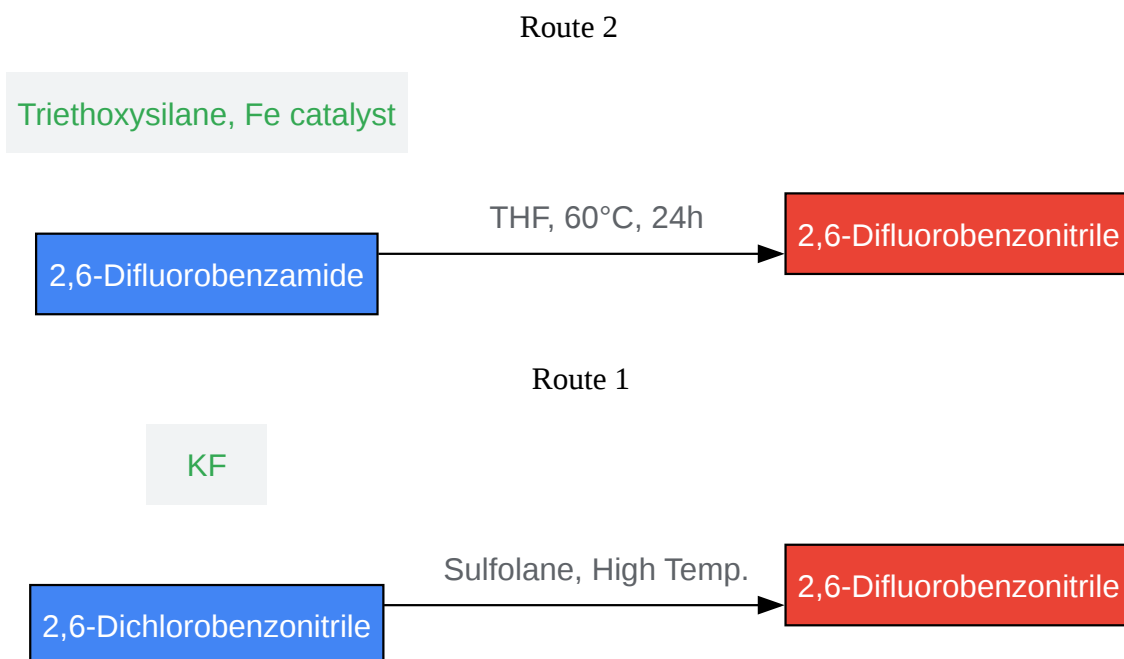 Route 2
Triethoxysilane, Fe catalyst
THF, 60°C, 24h
2,6-Difluorobenzamide
2,6-Difluorobenzonitrile
Route 1
KF
Sulfolane, High Temp.
2,6-Dichlorobenzonitrile
2,6-Difluorobenzonitrile